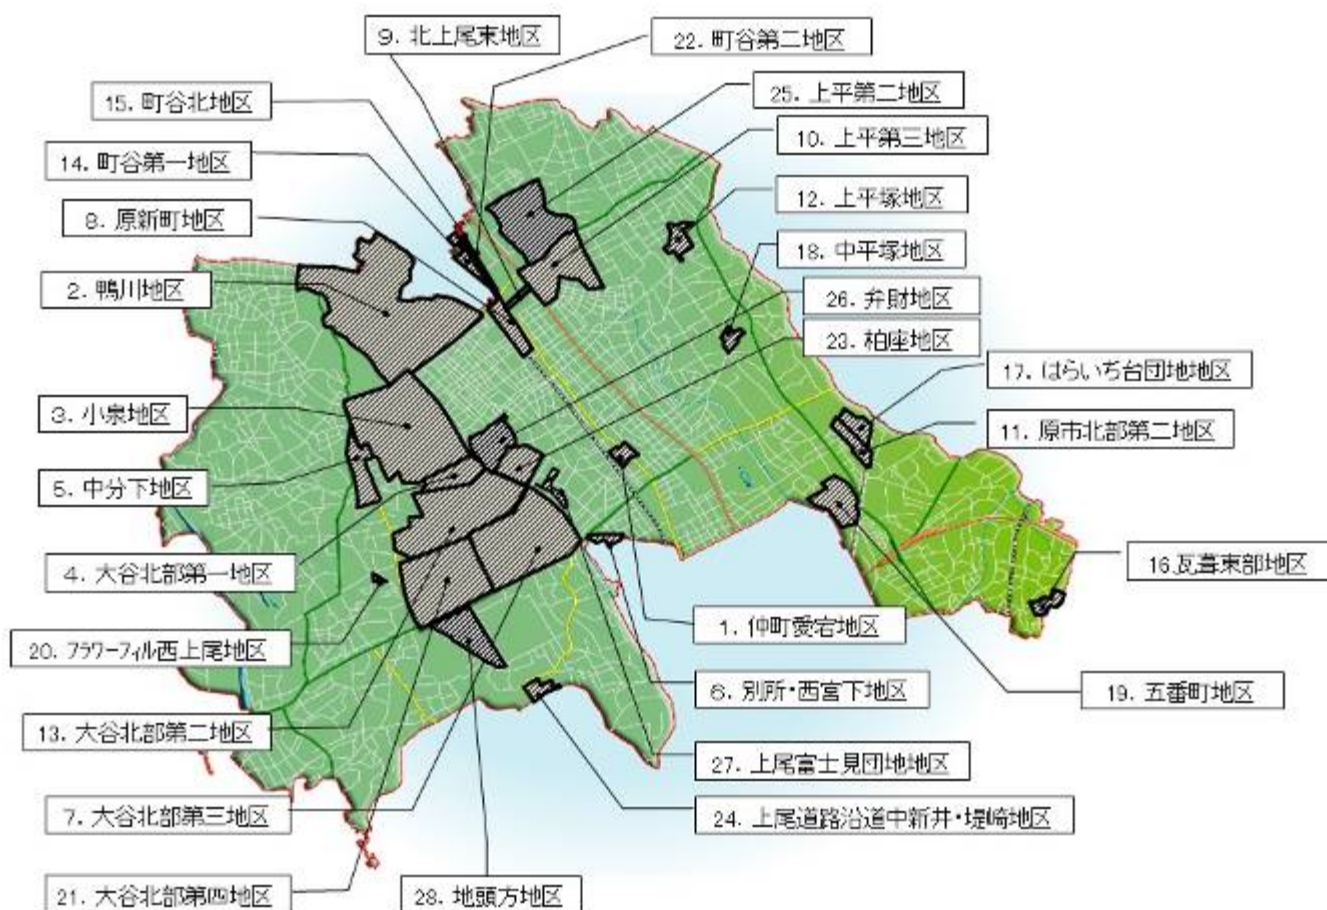 9. 北上尾東地区
22. 町谷第二地区
15. 町谷北地区
25. 上平第二地区
14. 町谷第一地区
10. 上平第三地区
8. 原新町地区
12. 上平塚地区
18. 中平塚地区
2. 鴨川地区
26. 弁財地区
23. 柏座地区
17. はらいち台団地地区
3. 小泉地区
11. 原市北部第二地区
5. 中分下地区
4. 大谷北部第一地区
16. 瓦葺東部地区
1. 仲町愛宕地区
20. フラワーフィル西上尾地区
6. 別所・西宮下地区
19. 五番町地区
13. 大谷北部第二地区
27. 上尾富士見団地地区
7. 大谷北部第三地区
24. 上尾道路沿道中新井・堤崎地区
21. 大谷北部第四地区
28. 地頭方地区